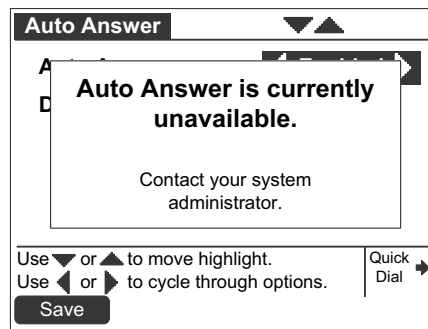 Auto Answer
Auto Answer is currently
unavailable.
Contact your system
administrator.
Use ▼ or ▲ to move highlight.
Use ◀ or ▶ to cycle through options.
Quick
Dial
Save